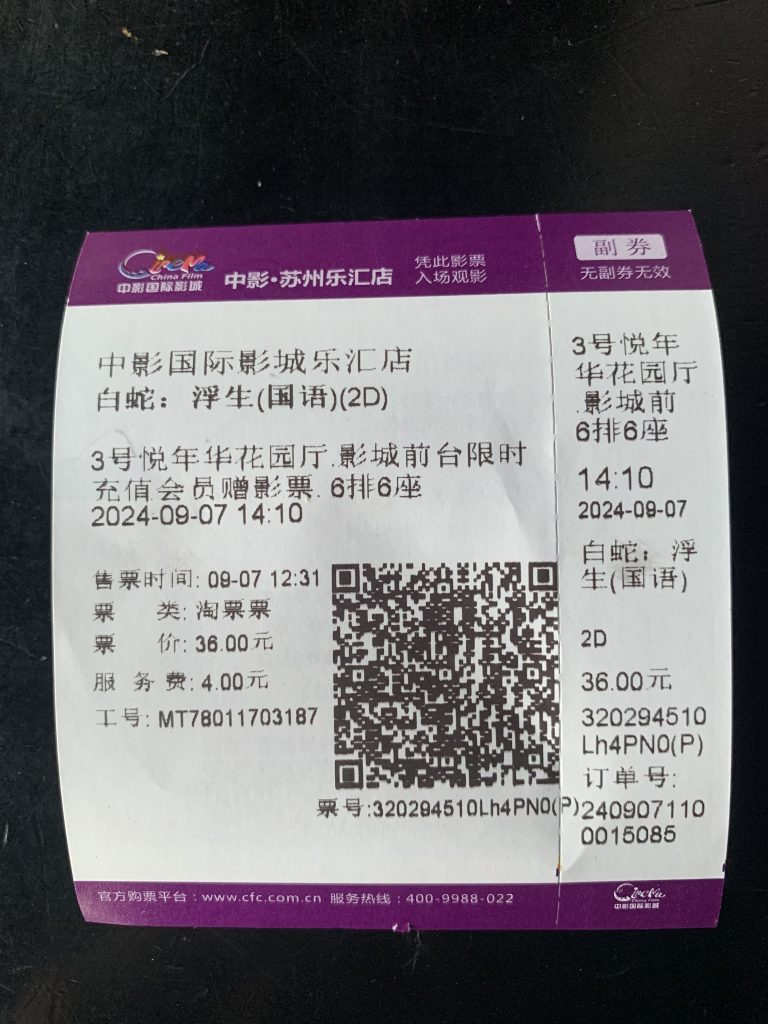 CineMa
China Film
中影国际影城
中影·苏州乐汇店
凭此影票
入场观影
中影国际影城乐汇店
白蛇：浮生(国语)(2D)
3号悦年华花园厅.影城前台限时
充值会员赠影票. 6排6座
2024-09-07 14:10
售票时间: 09-07 12:31
票 类: 淘票票
票 价: 36.00元
服 务 费: 4.00元
工号: MT78011703187
票号:320294510Lh4PN0(P)
官方购票平台：www.cfc.com.cn 服务热线：400-9988-022
副 券
无副券无效
3号悦年
华花园厅
.影城前
6排6座
14:10
2024-09-07
白蛇：浮
生(国语)
2D
36.00元
320294510
Lh4PN0(P)
订单号:
240907110
0015085
CineMa
China Film
中影国际影城